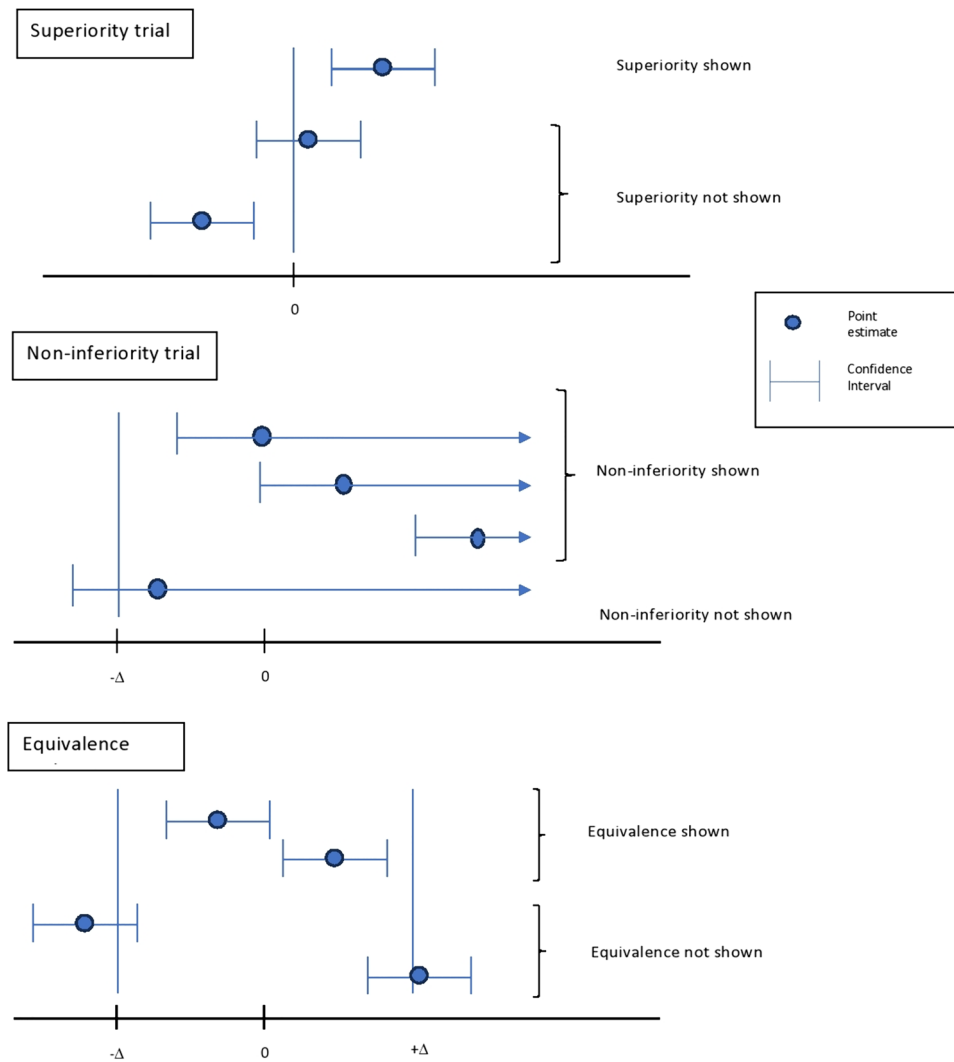 Superiority trial
Superiority shown
Superiority not shown
0
Point
estimate
Confidence
Interval
Non-inferiority trial
Non-inferiority shown
Non-inferiority not shown
-Δ
0
Equivalence
Equivalence shown
Equivalence not shown
-Δ
0
+Δ